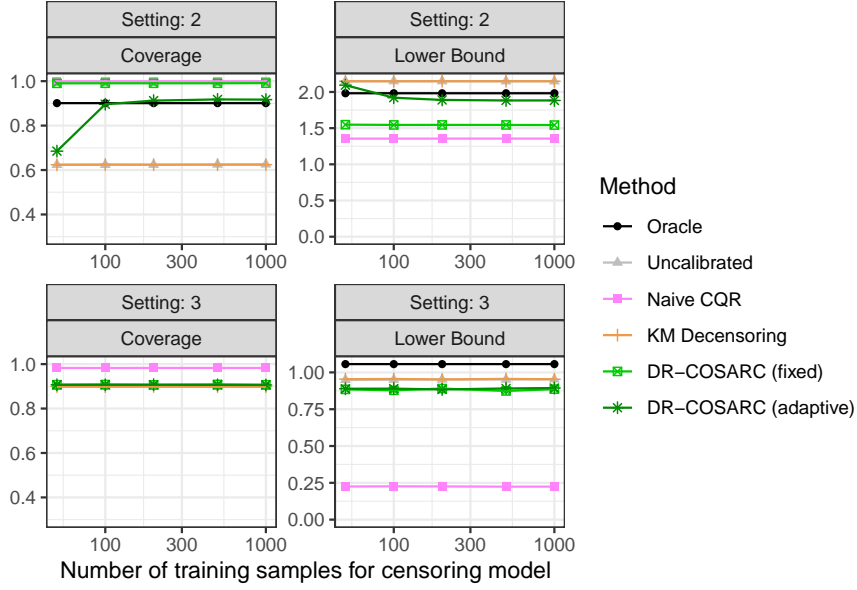 Setting: 2
Setting: 2
Coverage
Lower Bound
1.0
0.8
0.6
0.4
2.0
1.5
1.0
0.5
0.0
100
300
1000
100
300
1000
Setting: 3
Setting: 3
Coverage
Lower Bound
1.0
0.8
0.6
0.4
1.00
0.75
0.50
0.25
0.00
100
300
1000
100
300
1000
Number of training samples for censoring model
Method
Oracle
Uncalibrated
Naive CQR
KM Decensoring
DR−COSARC (fixed)
DR−COSARC (adaptive)